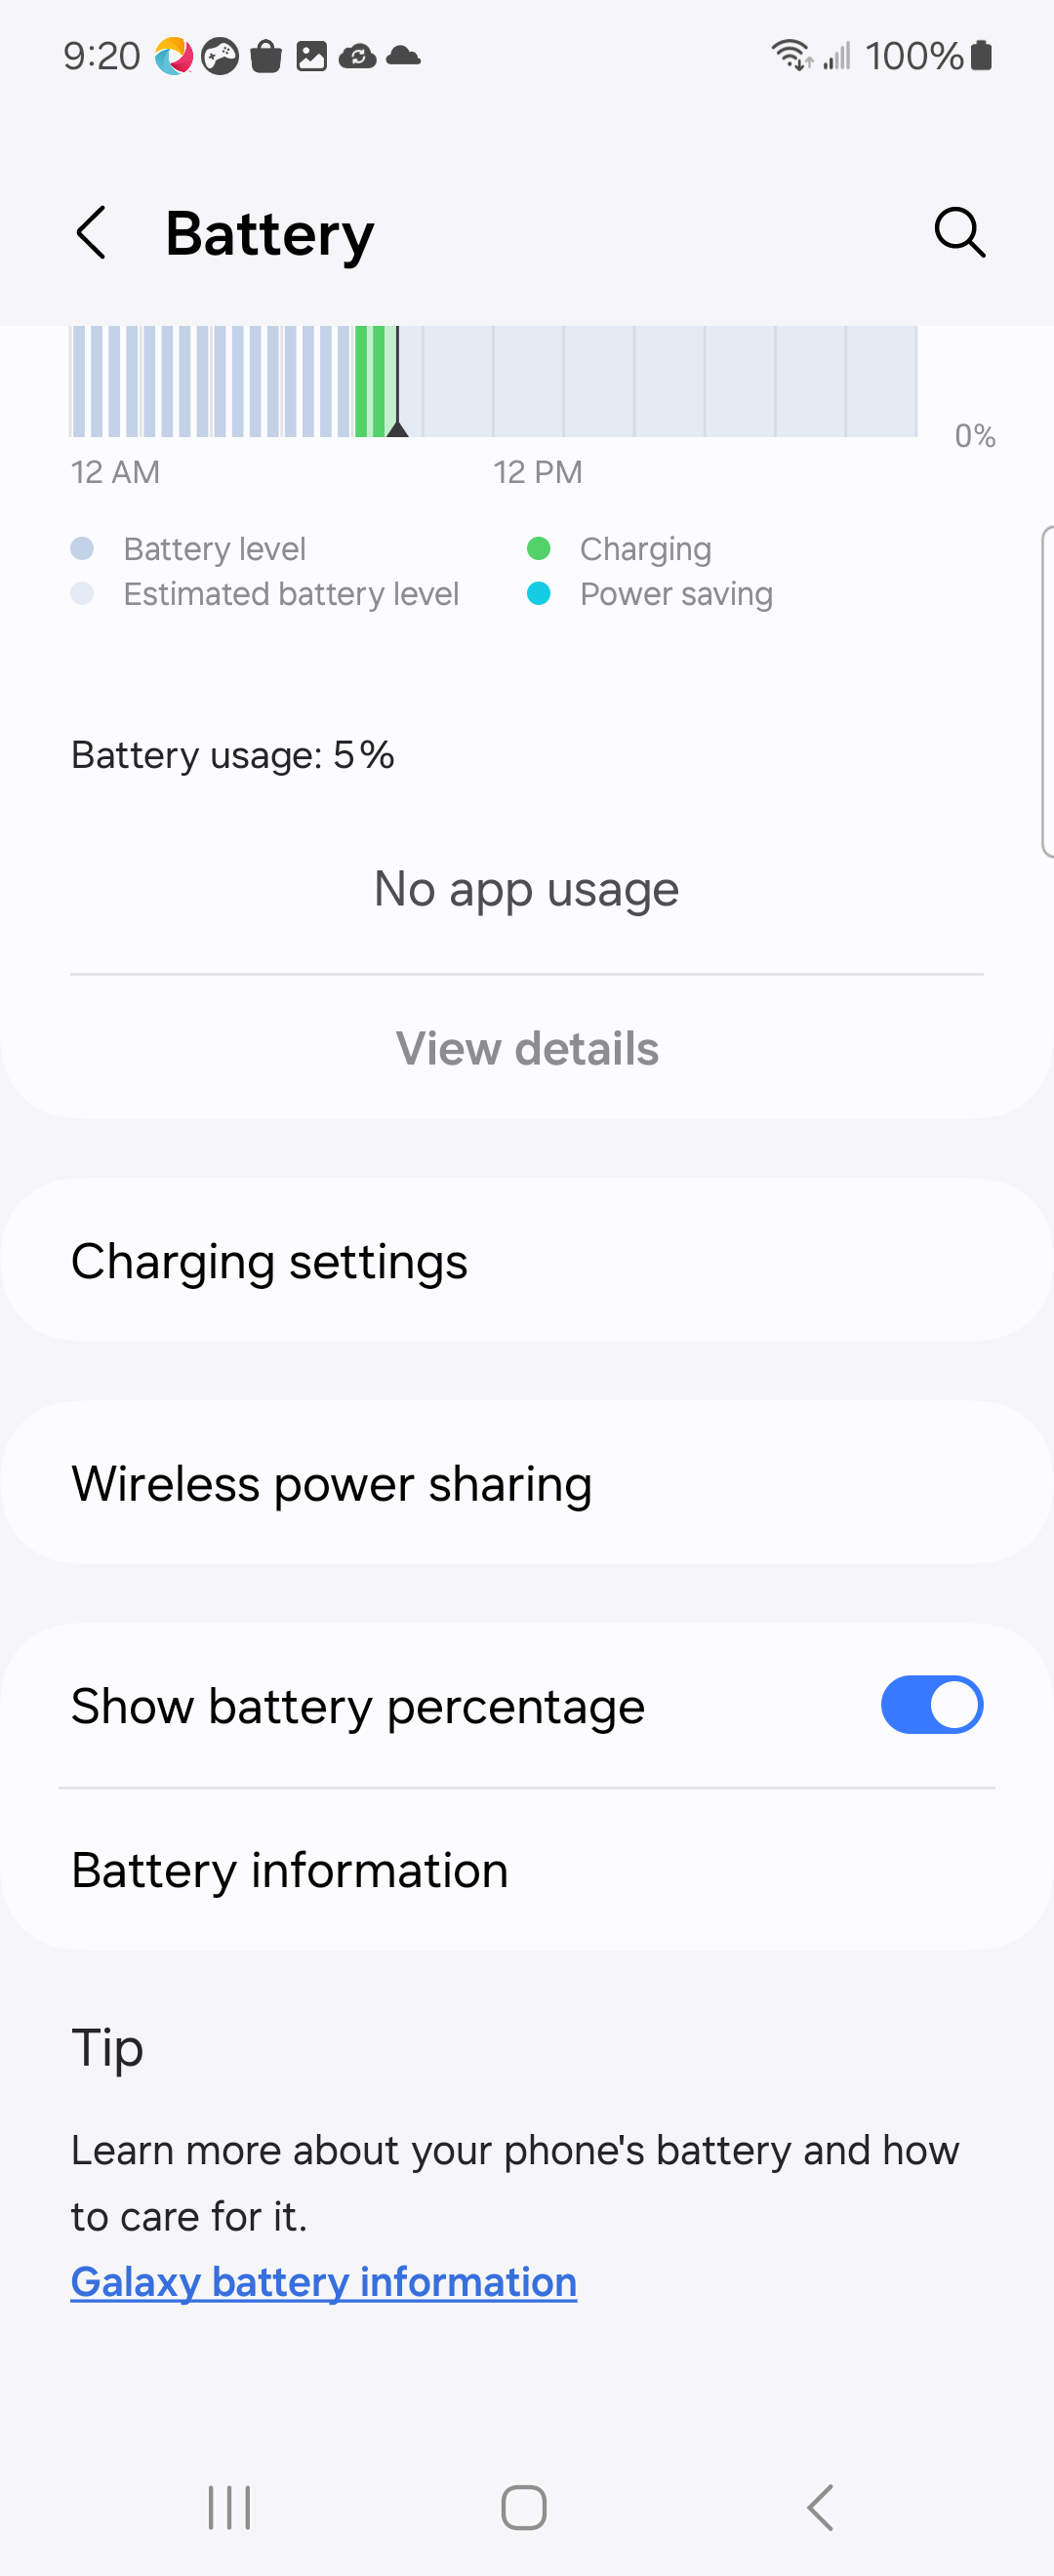 9:20 100%
Battery
0%
12 AM 12 PM
Battery level Charging
Estimated battery level Power saving
Battery usage: 5%
No app usage
View details
Charging settings
Wireless power sharing
Show battery percentage
Battery information
Tip
Learn more about your phone's battery and how
to care for it.
Galaxy battery information